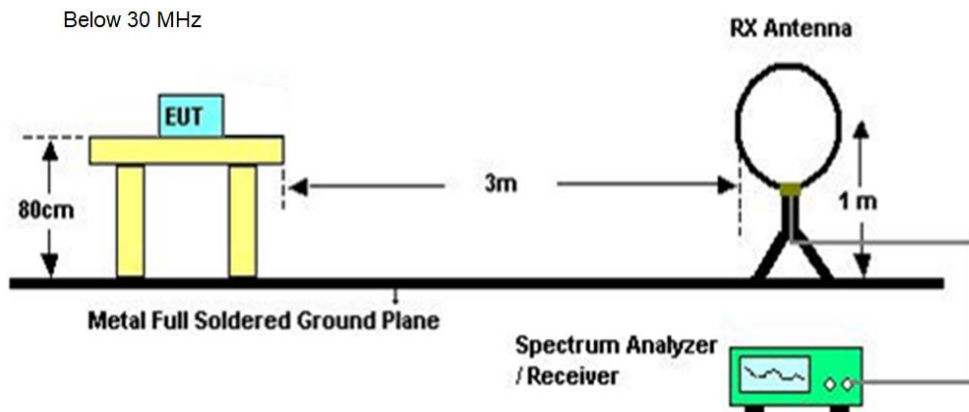 Below 30 MHz
RX Antenna
EUT
3m
80cm
1 m
Metal Full Soldered Ground Plane
Spectrum Analyzer
/ Receiver